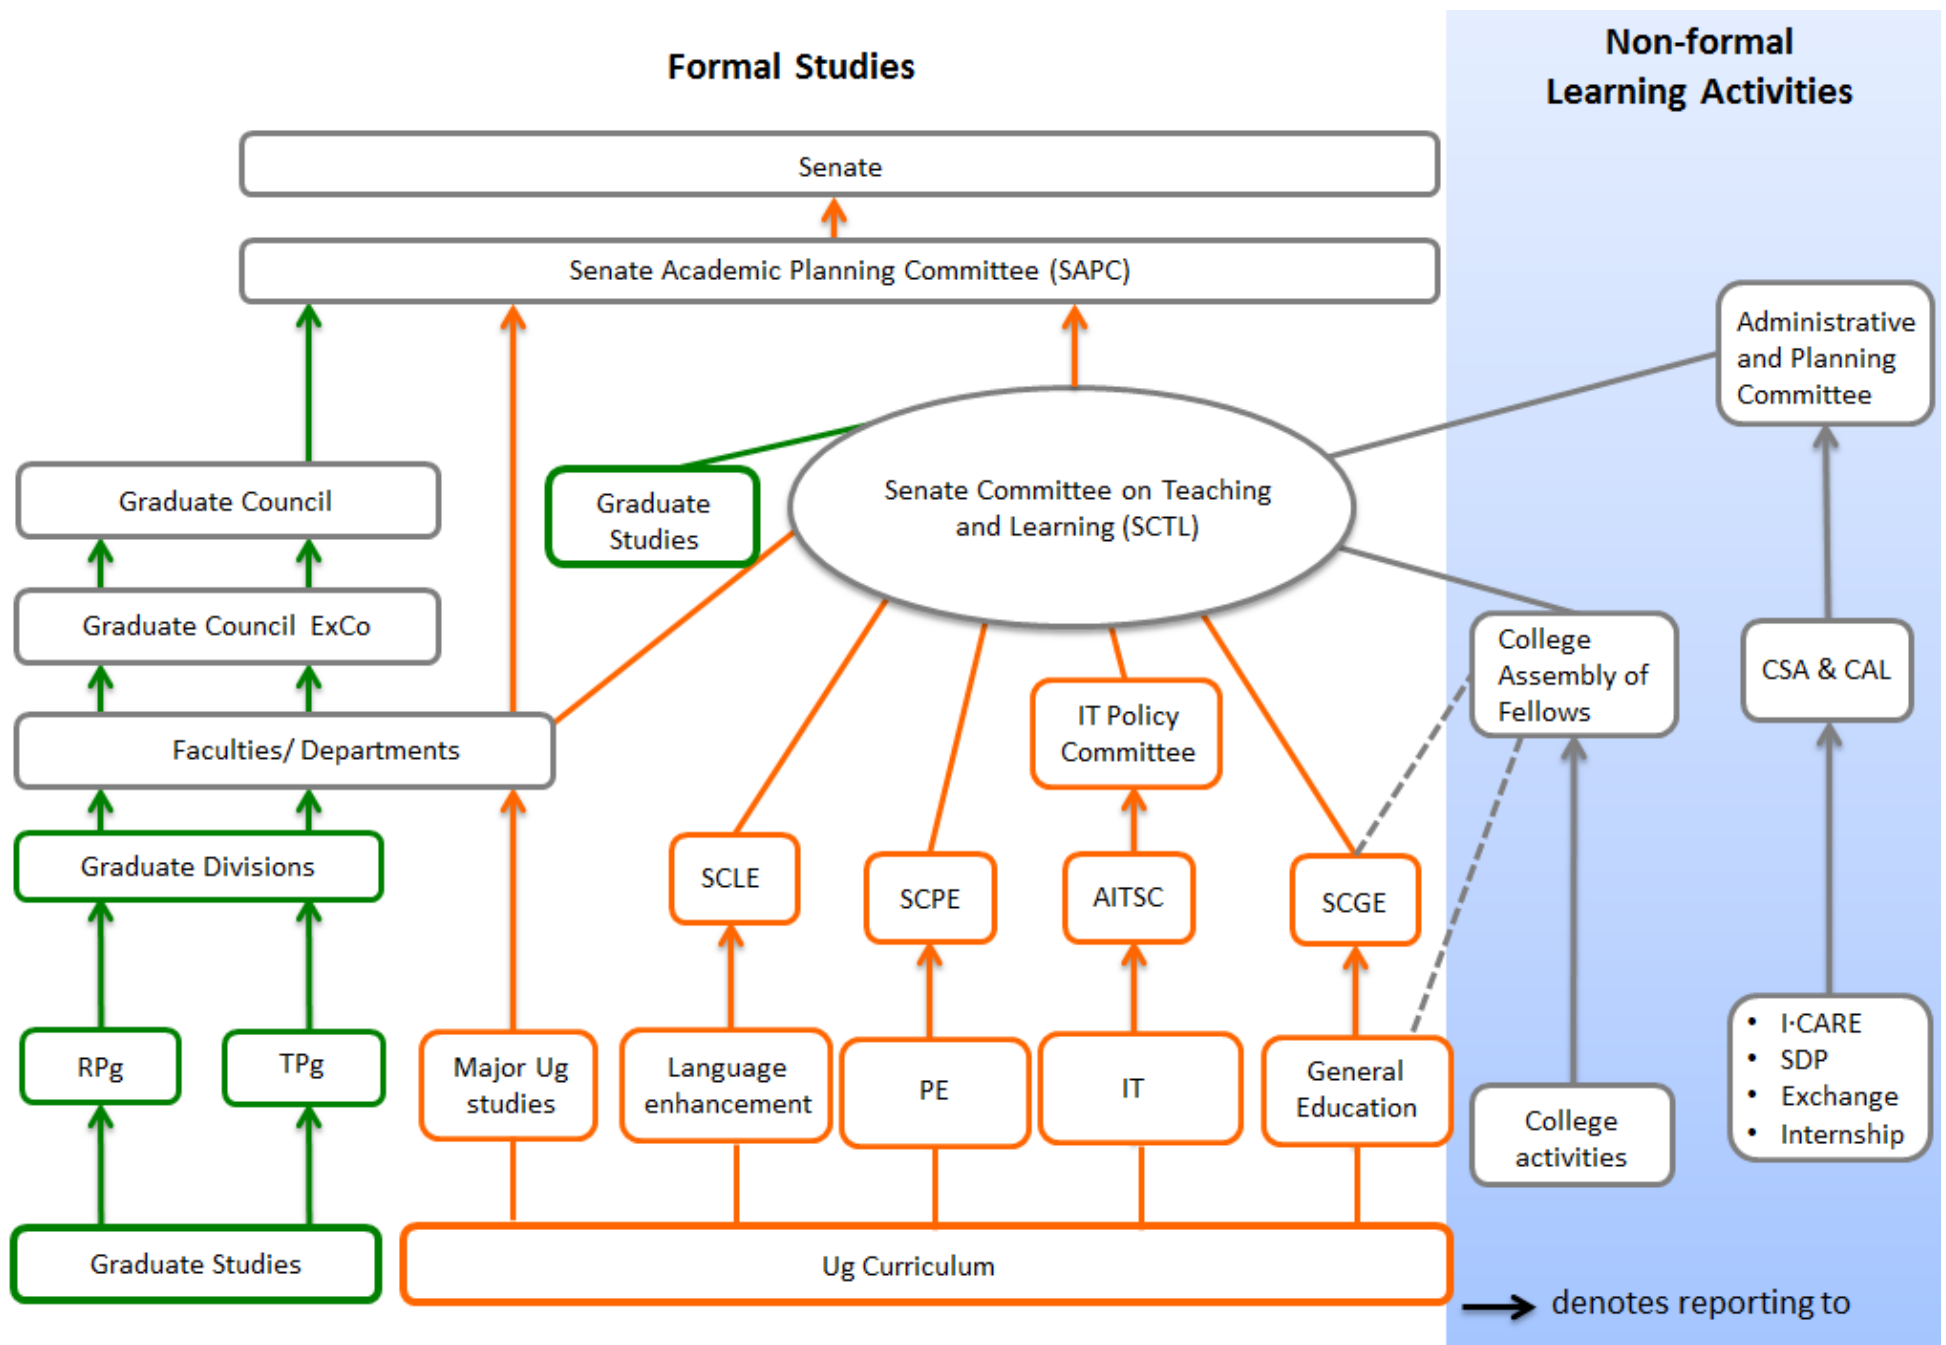 Formal Studies
Non-formal
Learning Activities
Senate
Senate Academic Planning Committee (SAPC)
Administrative
and Planning
Committee
Graduate Council
Graduate
Studies
Senate Committee on Teaching
and Learning (SCTL)
Graduate Council ExCo
College
Assembly of
Fellows
CSA & CAL
IT Policy
Committee
Faculties/ Departments
Graduate Divisions
SCLE
SCPE
AITSC
SCGE
RPg
TPg
Major Ug
studies
Language
enhancement
PE
IT
General
Education
College
activities
• I·CARE
• SDP
• Exchange
• Internship
Graduate Studies
Ug Curriculum
denotes reporting to